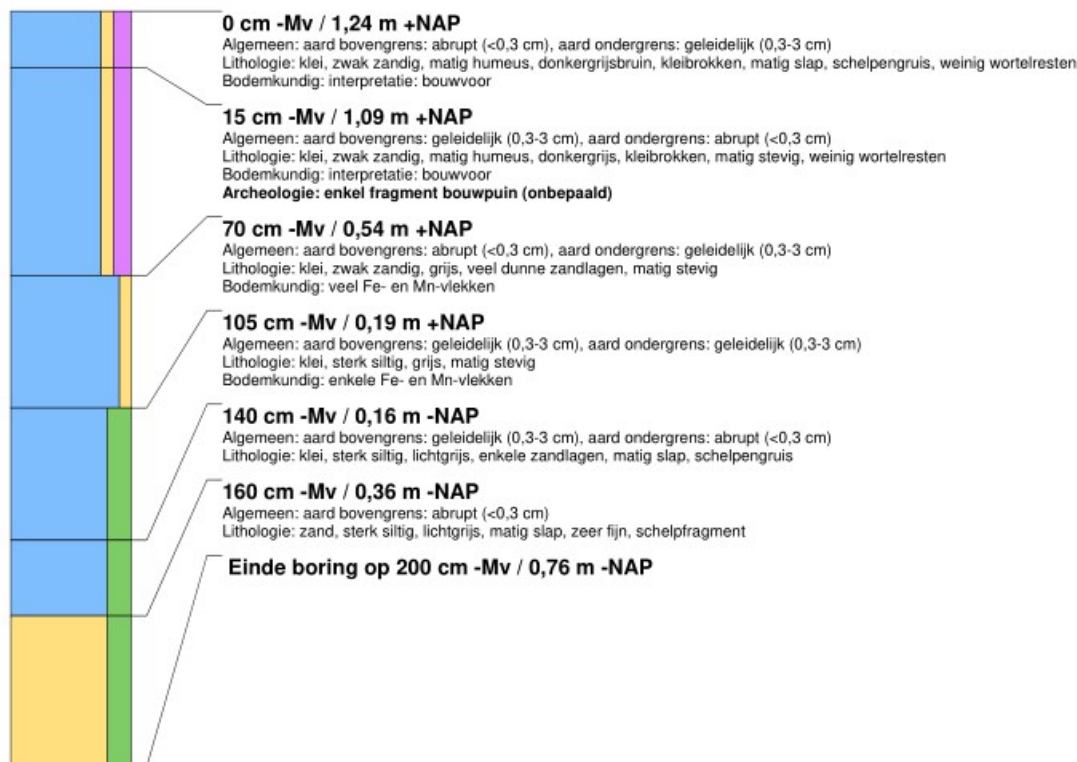 0 cm -Mv / 1,24 m +NAP
Algemeen: aard bovengrens: abrupt (<0,3 cm), aard ondergrens: geleidelijk (0,3-3 cm)
Lithologie: klei, zwak zandig, matig humeus, donkergrijsbruin, kleibrokken, matig slap, schelpengruis, weinig wortelresten
Bodemkundig: interpretatie: bouwvoor
15 cm -Mv / 1,09 m +NAP
Algemeen: aard bovengrens: geleidelijk (0,3-3 cm), aard ondergrens: abrupt (<0,3 cm)
Lithologie: klei, zwak zandig, matig humeus, donkergrijs, kleibrokken, matig stevig, weinig wortelresten
Bodemkundig: interpretatie: bouwvoor
Archeologie: enkel fragment bouwpuin (onbepaald)
70 cm -Mv / 0,54 m +NAP
Algemeen: aard bovengrens: abrupt (<0,3 cm), aard ondergrens: geleidelijk (0,3-3 cm)
Lithologie: klei, zwak zandig, grijs, veel dunne zandlagen, matig stevig
Bodemkundig: veel Fe- en Mn-vlekken
105 cm -Mv / 0,19 m +NAP
Algemeen: aard bovengrens: geleidelijk (0,3-3 cm), aard ondergrens: geleidelijk (0,3-3 cm)
Lithologie: klei, sterk siltig, grijs, matig stevig
Bodemkundig: enkele Fe- en Mn-vlekken
140 cm -Mv / 0,16 m -NAP
Algemeen: aard bovengrens: geleidelijk (0,3-3 cm), aard ondergrens: abrupt (<0,3 cm)
Lithologie: klei, sterk siltig, lichtgrijs, enkele zandlagen, matig slap, schelpengruis
160 cm -Mv / 0,36 m -NAP
Algemeen: aard bovengrens: abrupt (<0,3 cm)
Lithologie: zand, sterk siltig, lichtgrijs, matig slap, zeer fijn, schelpfragment
Einde boring op 200 cm -Mv / 0,76 m -NAP